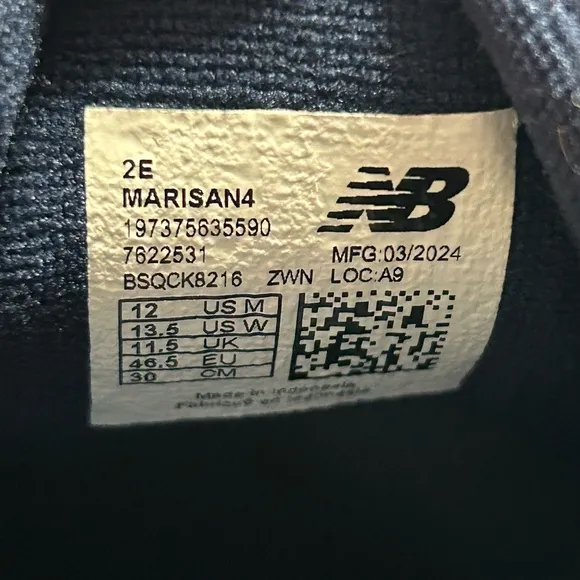 2E
MARISAN4
197375635590
7622531
BSQCK8216 ZWN
NB
MFG:03/2024
LOC:A9
12 US M
13.5 US W
11.5 UK
46.5 EU
30 CM
Made in Indonesia
Fabriqué en Indonésie